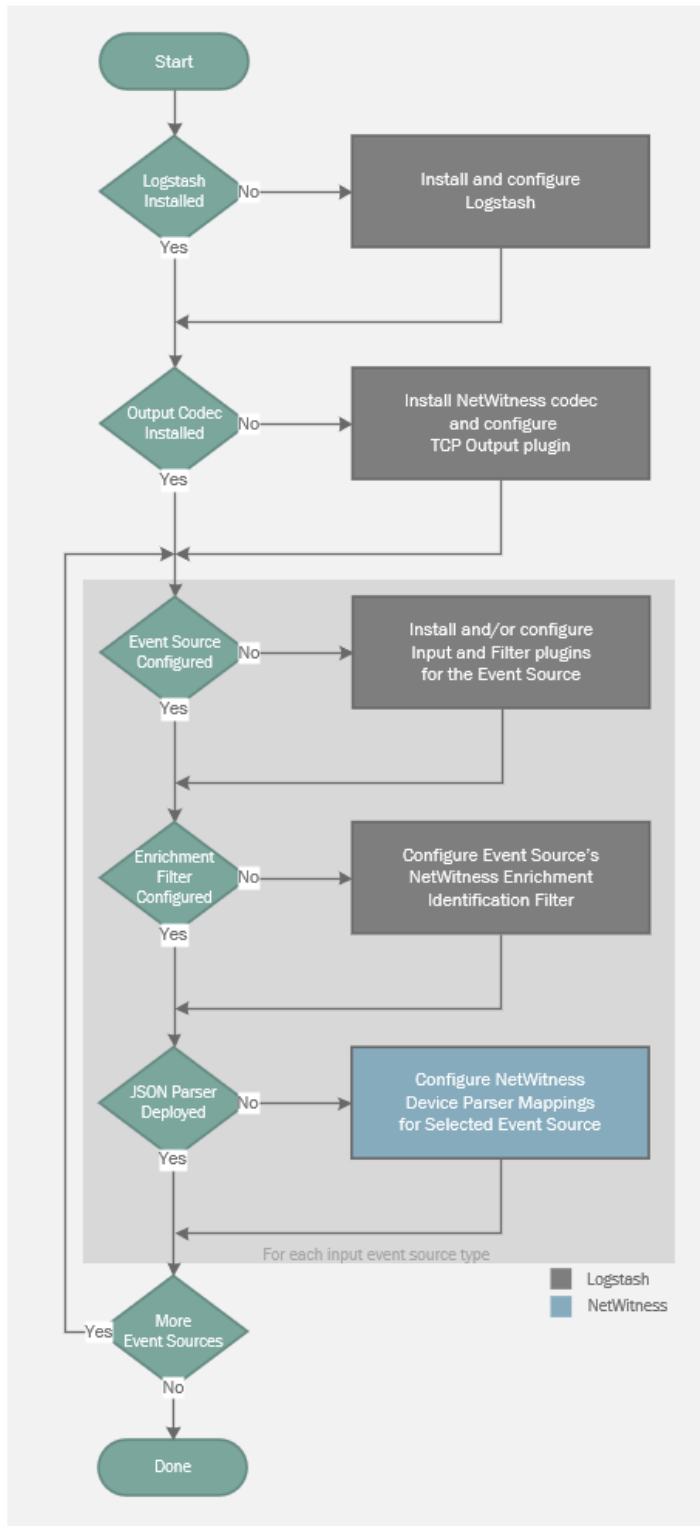 Start
Logstash
Installed
No
Install and configure
Logstash
Yes
Output Codec
Installed
No
Install NetWitness codec
and configure
TCP Output plugin
Yes
Event Source
Configured
No
Install and/or configure
Input and Filter plugins
for the Event Source
Yes
Enrichment
Filter
Configured
No
Configure Event Source's
NetWitness Enrichment
Identification Filter
Yes
JSON Parser
Deployed
No
Configure NetWitness
Device Parser Mappings
for Selected Event Source
Yes
For each input event source type
Logstash
NetWitness
More
Event Sources
Yes
No
Done